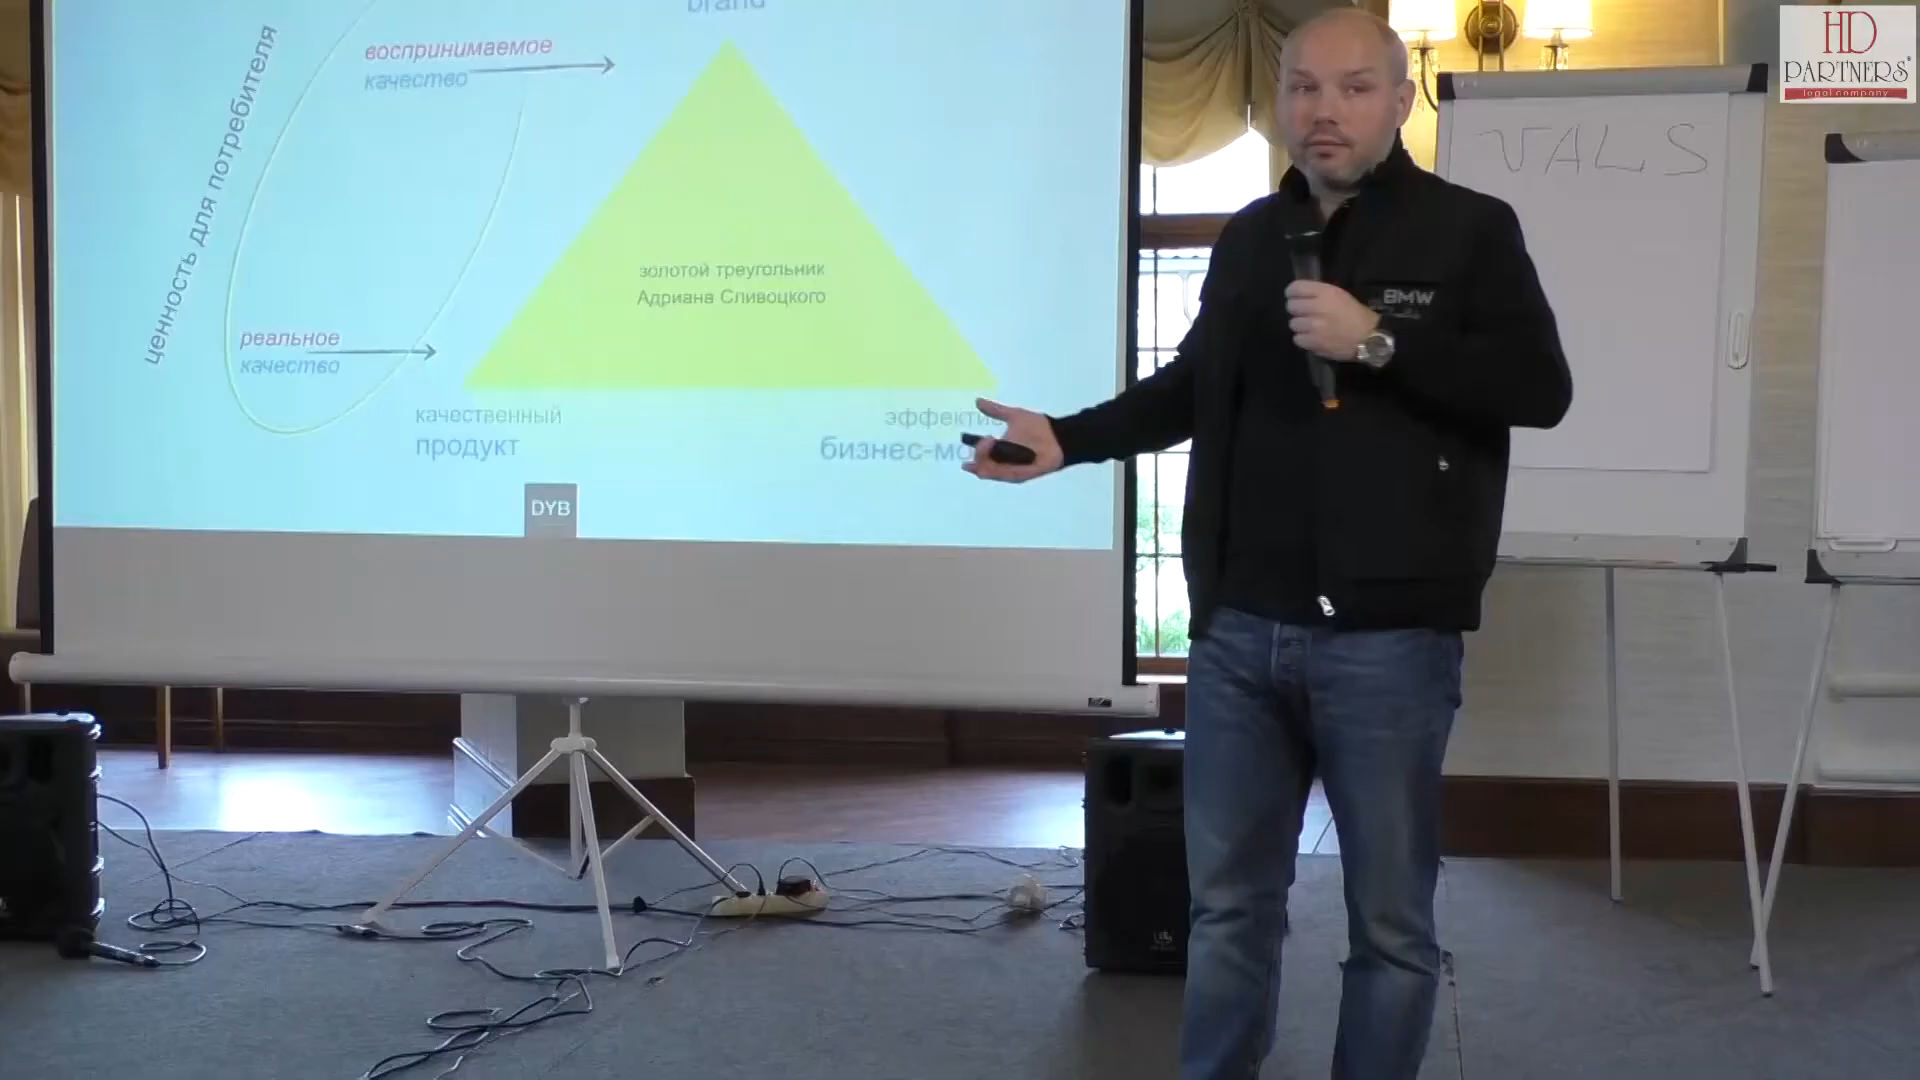 brand
воспринимаемое
качество
ценность для потребителя
золотой треугольник
Адриана Сливоцкого
реальное
качество
качественный
продукт
бизнес-мо
DYB
VALS
BMW
HD
PARTNERS
legal company